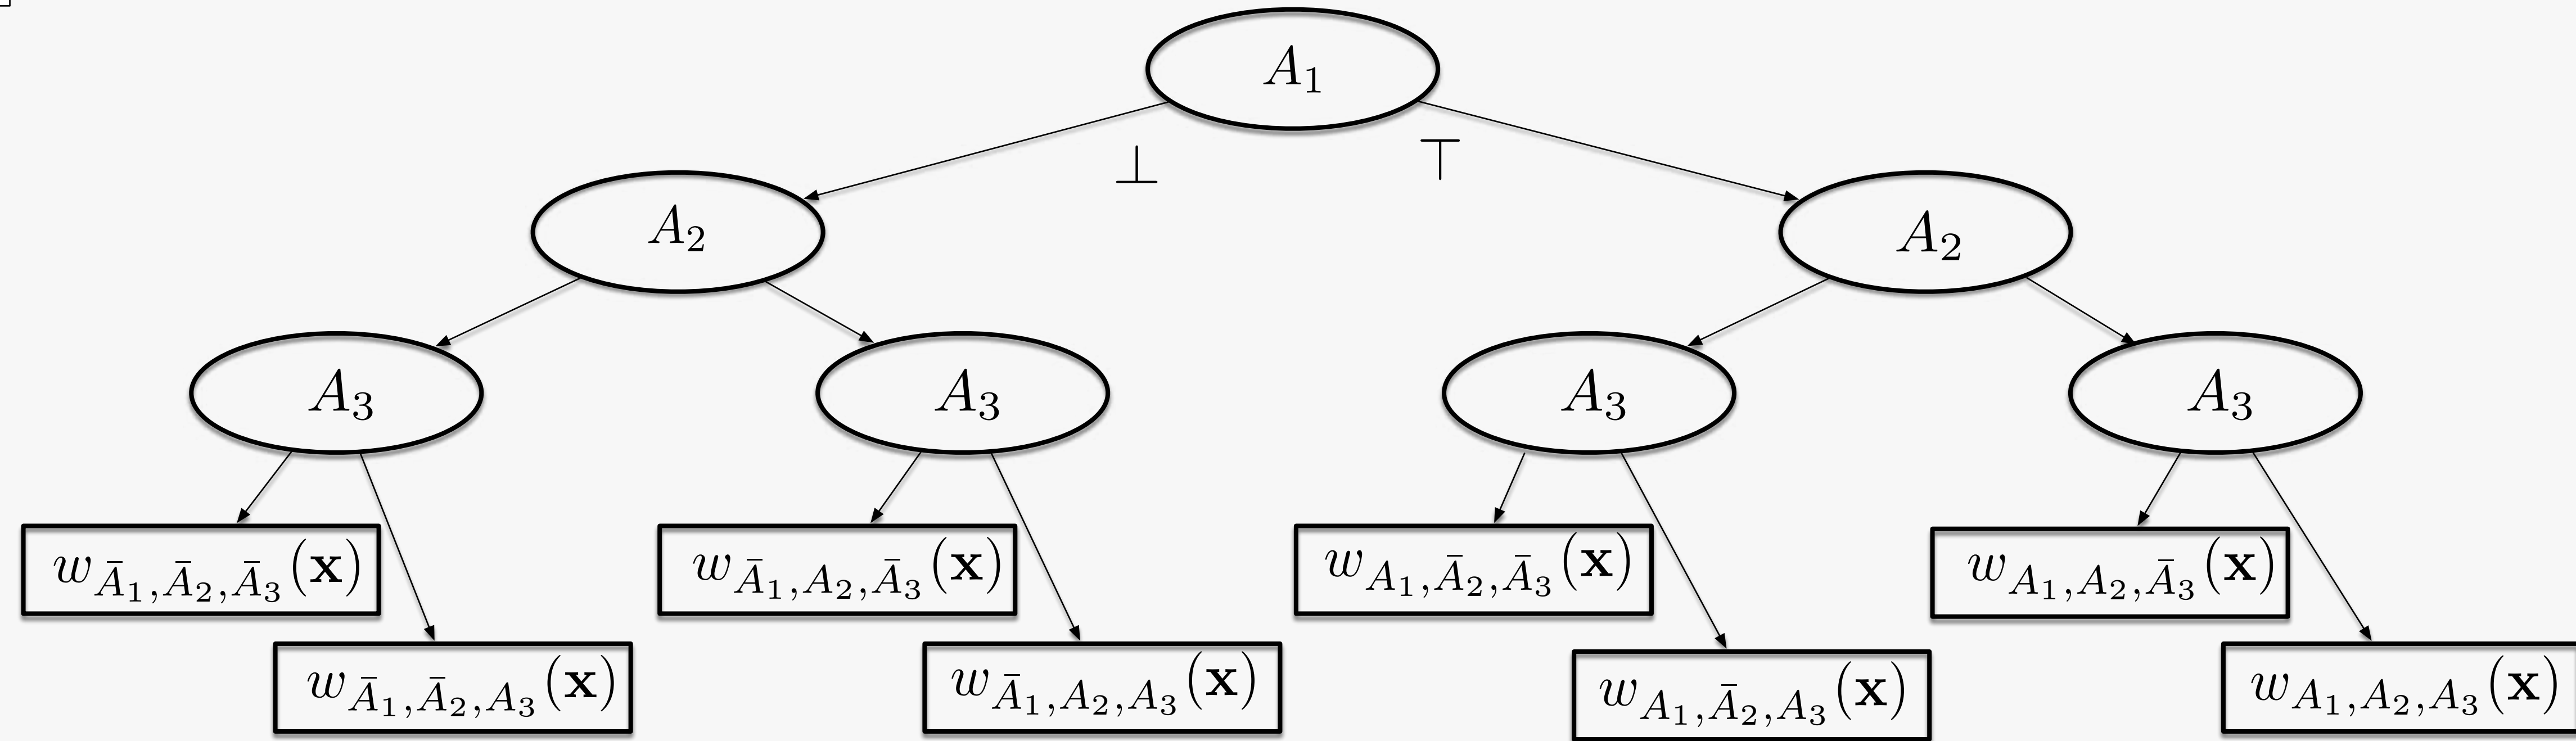 A₁
⊥ ⊤
A₂ A₂
A₃ A₃ A₃ A₃
w_{Ā₁,Ā₂,Ā₃}(𝐱) w_{Ā₁,A₂,Ā₃}(𝐱) w_{A₁,Ā₂,Ā₃}(𝐱) w_{A₁,A₂,Ā₃}(𝐱)
w_{Ā₁,Ā₂,A₃}(𝐱) w_{Ā₁,A₂,A₃}(𝐱) w_{A₁,Ā₂,A₃}(𝐱) w_{A₁,A₂,A₃}(𝐱)